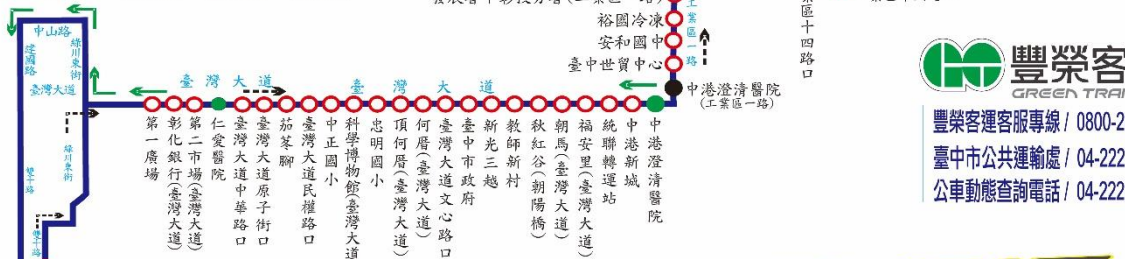 裕國冷凍
安和國中
臺中世貿中心
中港澄清醫院
(工業區一路)
工業區一路
區十四路口
中山路
建國路
綠川東街
臺灣大道
臺灣大道
臺灣大道
綠川東街
雙十路
雙十路
第一廣場
彰化銀行(臺灣大道)
第二市場(臺灣大道)
仁愛醫院
臺灣大道中華路口
臺灣大道原子街口
茄苳腳
臺灣大道民權路口
中正國小
科學博物館(臺灣大道
忠明國小
頂何厝(臺灣大道)
何厝(臺灣大道)
臺灣大道文心路口
臺中市政府
新光三越
教師新村
秋紅谷(朝陽橋)
朝馬(臺灣大道)
福安里(臺灣大道)
統聯轉運站
中港新城
中港澄清醫院
豐榮客
GREEN TRAN
豐榮客運客服專線 / 0800-2
臺中市公共運輸處 / 04-222
公車動態查詢電話 / 04-222